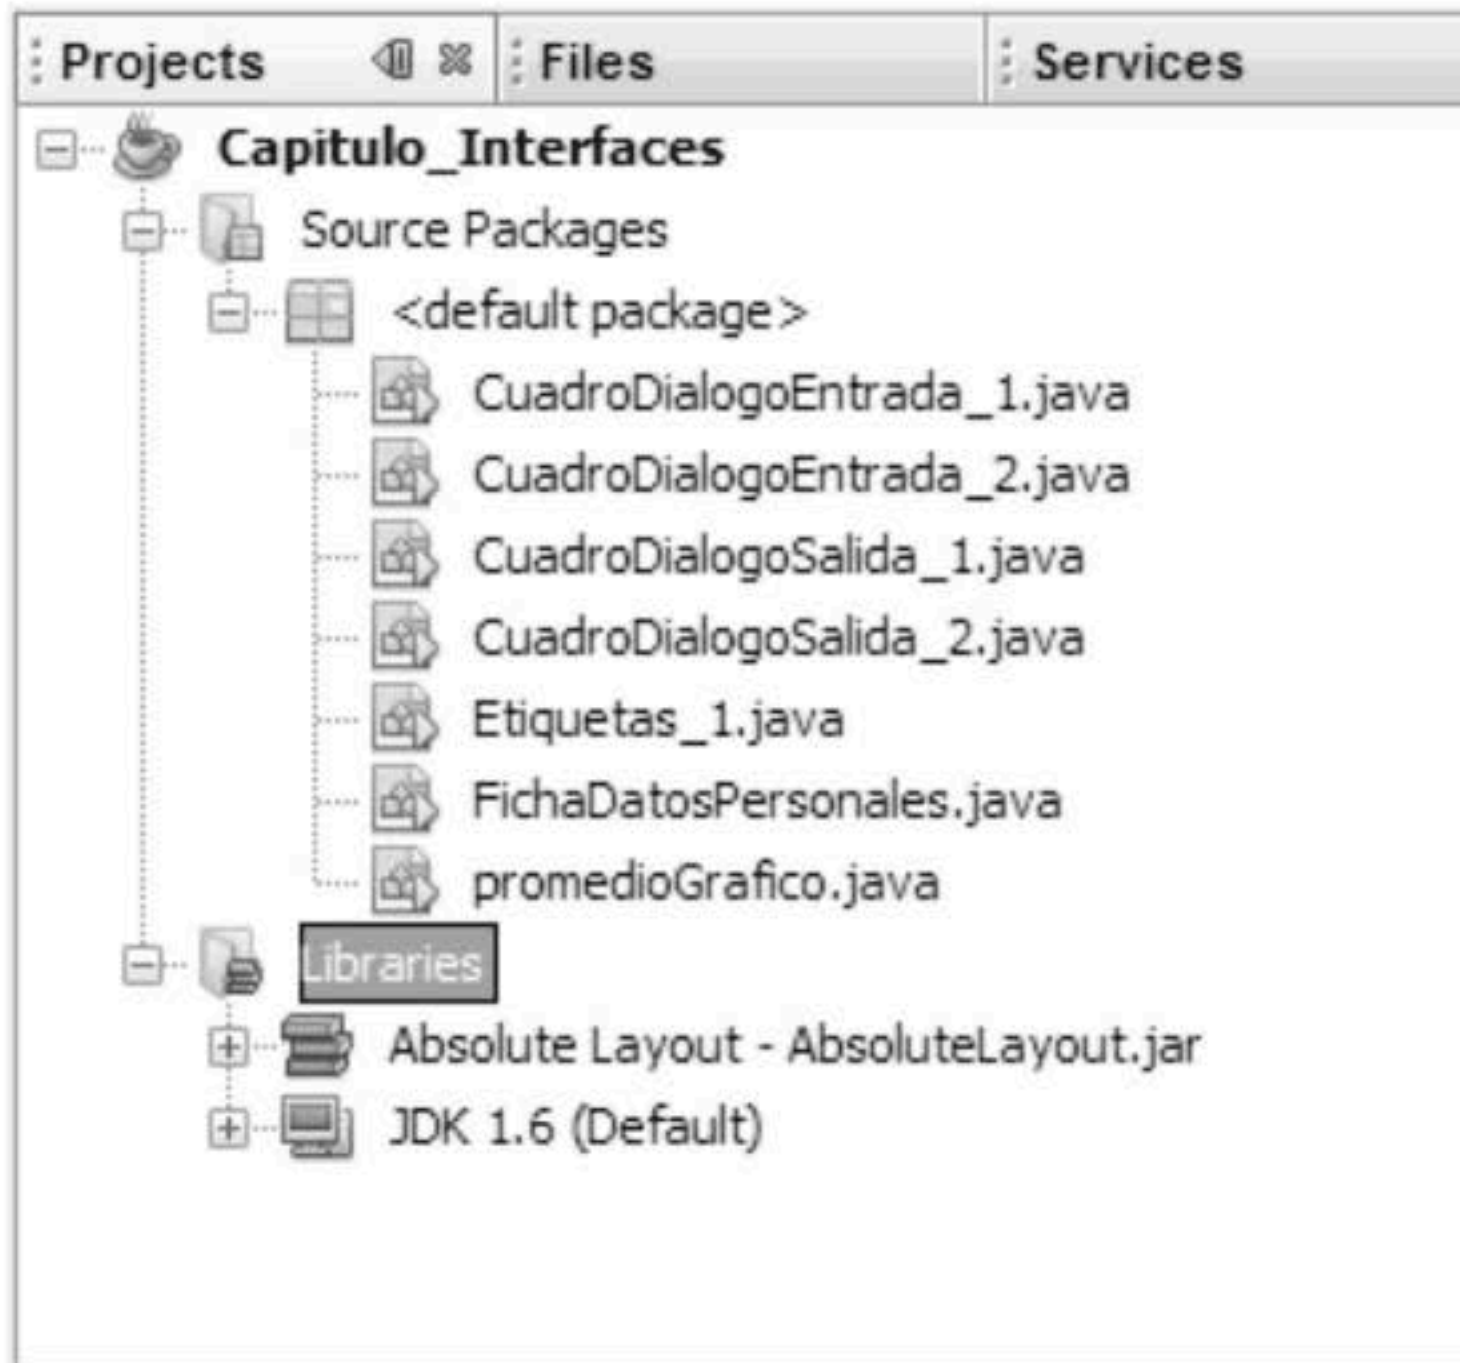 Projects Files Services
Capitulo_Interfaces
Source Packages
<default package>
CuadroDialogoEntrada_1.java
CuadroDialogoEntrada_2.java
CuadroDialogoSalida_1.java
CuadroDialogoSalida_2.java
Etiquetas_1.java
FichaDatosPersonales.java
promedioGrafico.java
Libraries
Absolute Layout - AbsoluteLayout.jar
JDK 1.6 (Default)